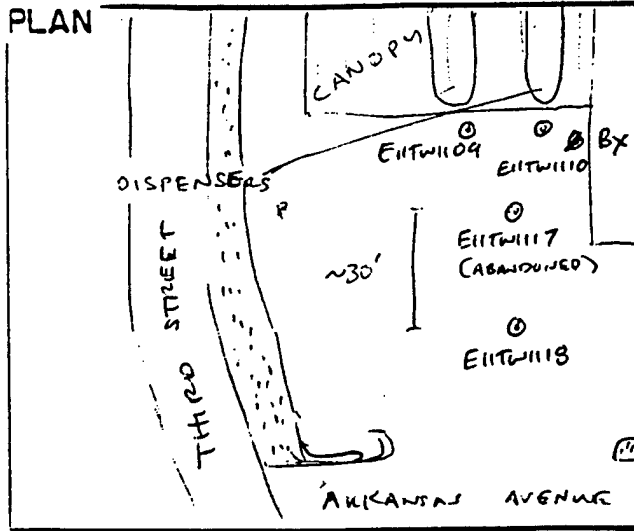 PLAN
CANOPY
E11TW1109
E11TW1110
BX
DISPENSERS
P
E11TW1117
(ABANDONED)
~30'
E11TW1118
THIRD STREET
ARKANSAS AVENUE